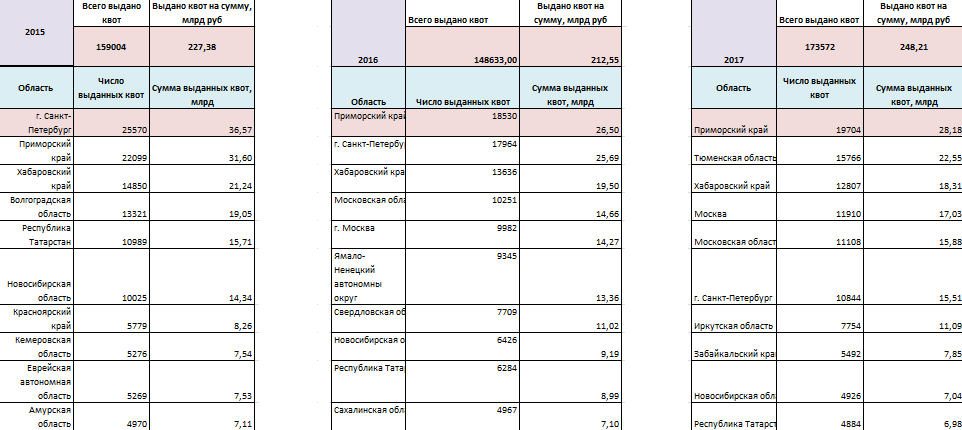 2015
Всего выдано квот
Выдано квот на сумму, млрд руб
159004
227,38
Область
Число выданных квот
Сумма выданных квот, млрд
г. Санкт-Петербург 25570 36,57
Приморский край 22099 31,60
Хабаровский край 14850 21,24
Волгоградская область 13321 19,05
Республика Татарстан 10989 15,71
Новосибирская область 10025 14,34
Красноярский край 5779 8,26
Кемеровская область 5276 7,54
Еврейская автономная область 5269 7,53
Амурская область 4970 7,11
2016
Всего выдано квот
Выдано квот на сумму, млрд руб
148633,00
212,55
Область
Число выданных квот
Сумма выданных квот, млрд
Приморский край 18530 26,50
г. Санкт-Петербу 17964 25,69
Хабаровский кра 13636 19,50
Московская обла 10251 14,66
г. Москва 9982 14,27
Ямало-Ненецкий автономны округ 9345 13,36
Свердловская об 7709 11,02
Новосибирская о 6426 9,19
Республика Тата 6284 8,99
Сахалинская обл 4967 7,10
2017
Всего выдано квот
Выдано квот на сумму, млрд руб
173572
248,21
Область
Число выданных квот
Сумма выданных квот, млрд
Приморский край 19704 28,18
Тюменская область 15766 22,55
Хабаровский край 12807 18,31
Москва 11910 17,03
Московская област 11108 15,88
г. Санкт-Петербург 10844 15,51
Иркутская область 7754 11,09
Забайкальский кра 5492 7,85
Новосибирская обл 4926 7,04
Республика Татарст 4884 6,98